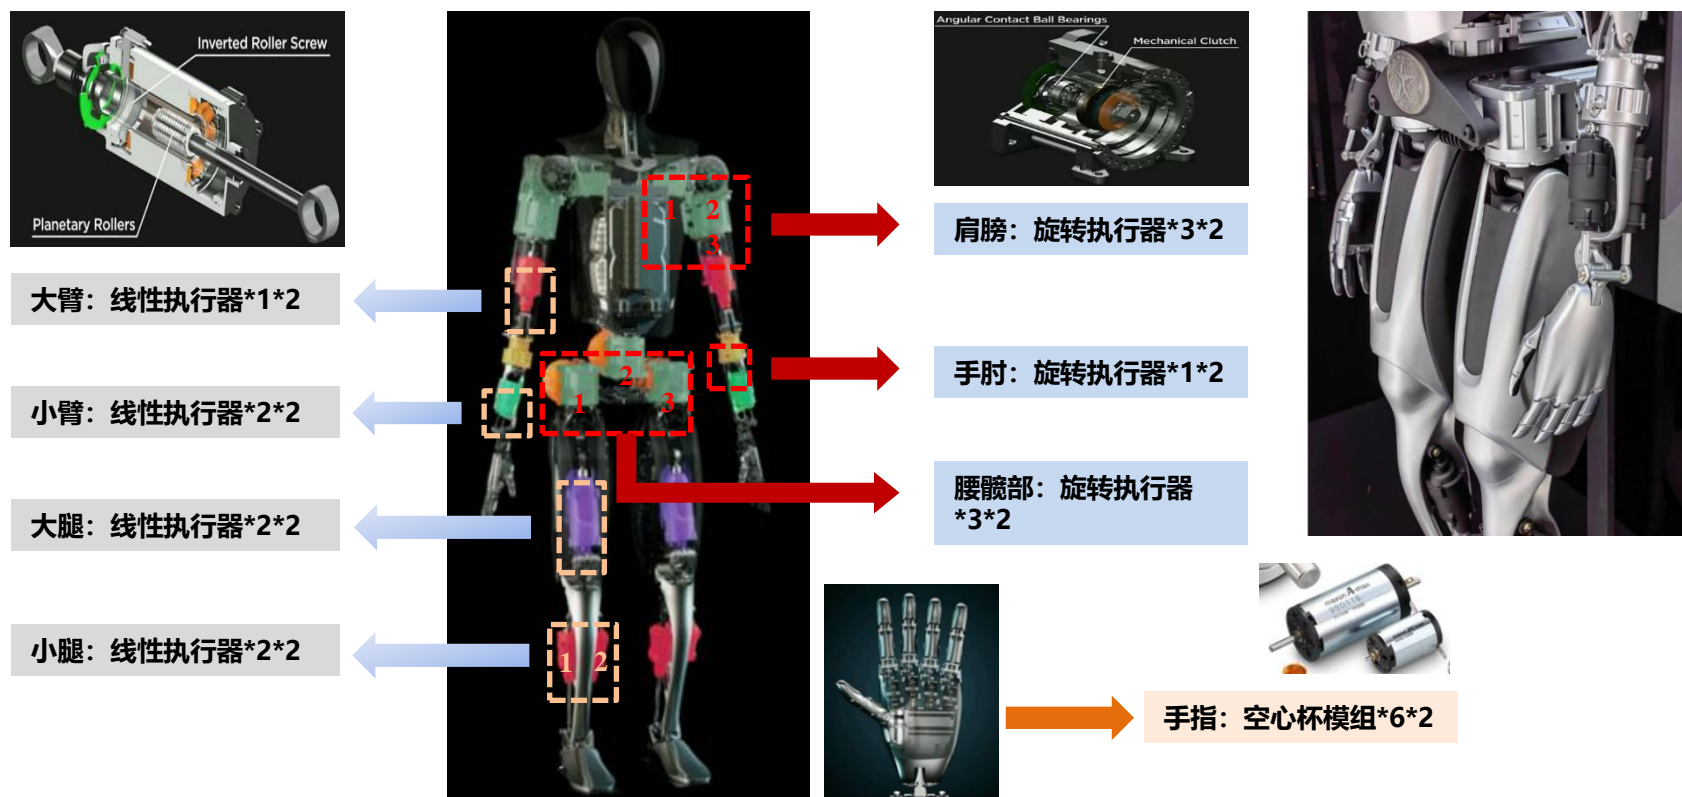 Inverted Roller Screw
Planetary Rollers
大臂：线性执行器*1*2
小臂：线性执行器*2*2
大腿：线性执行器*2*2
小腿：线性执行器*2*2
1
2
3
2
1
3
1
2
Angular Contact Ball Bearings
Mechanical Clutch
肩膀：旋转执行器*3*2
手肘：旋转执行器*1*2
腰髋部：旋转执行器
*3*2
maxon A-max
手指：空心杯模组*6*2